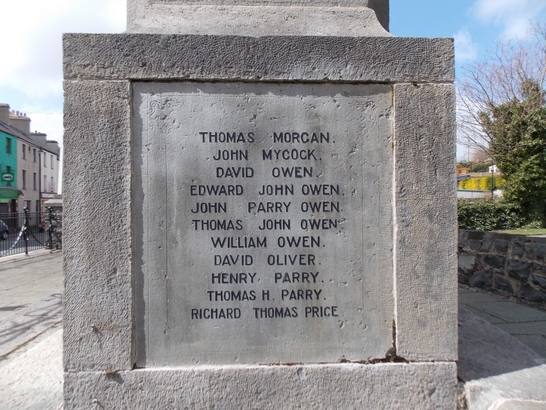 THOMAS MORGAN.
JOHN MYCOCK.
DAVID OWEN.
EDWARD JOHN OWEN.
JOHN PARRY OWEN.
THOMAS JOHN OWEN.
WILLIAM OWEN.
DAVID OLIVER.
HENRY PARRY.
THOMAS H. PARRY.
RICHARD THOMAS PRICE